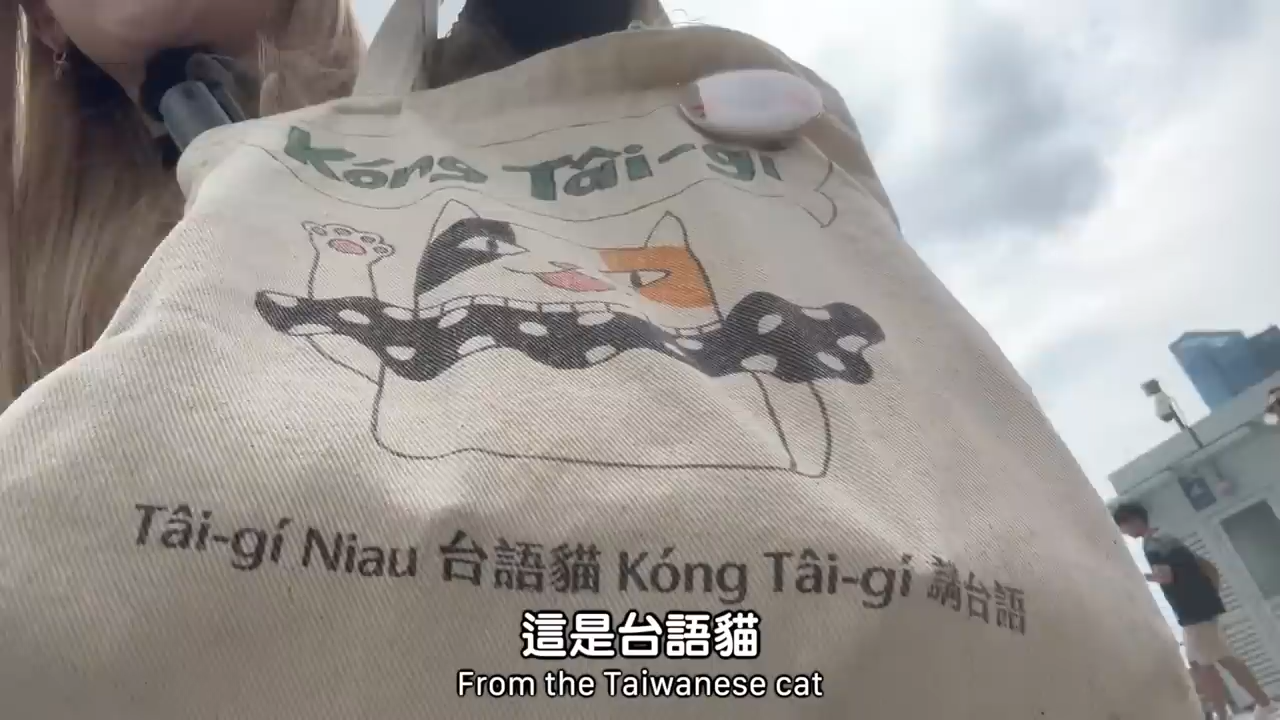 Kóng Tâi-gí
Tâi-gí Niau 台語貓 Kóng Tâi-gí 講台語
這是台語貓
From the Taiwanese cat